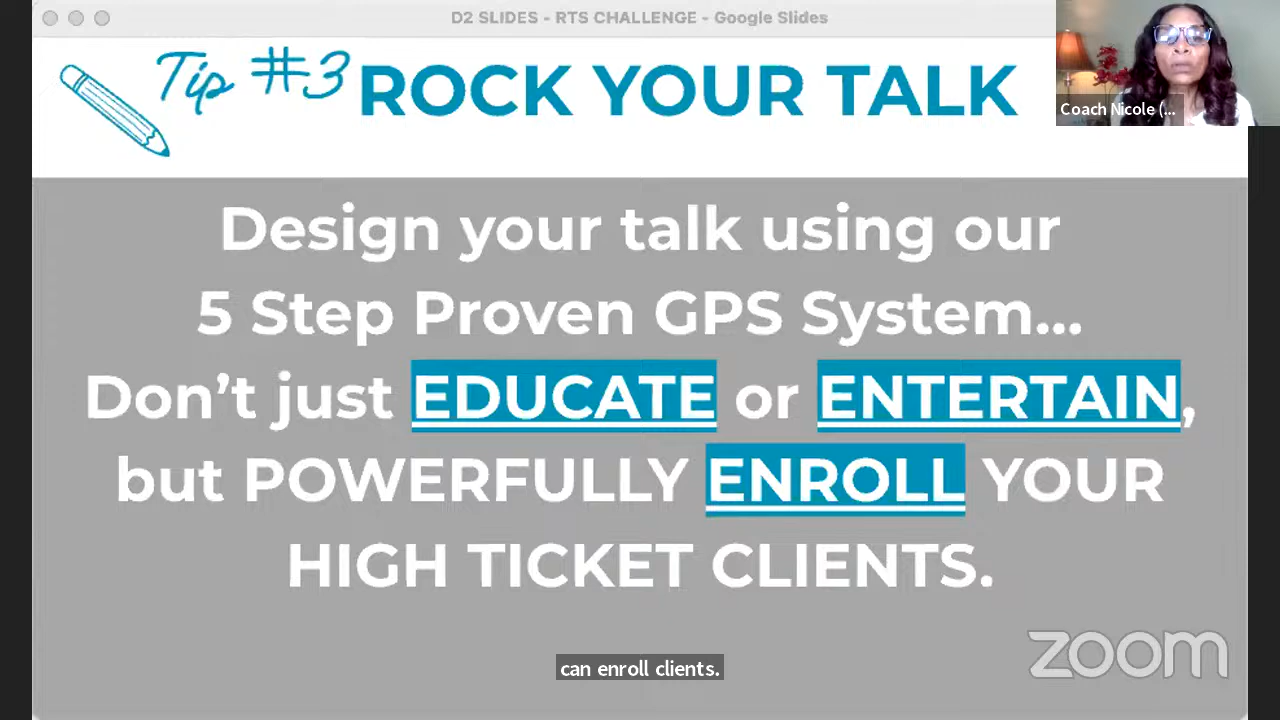 D2 SLIDES - RTS CHALLENGE - Google Slides
Tip #3 ROCK YOUR TALK
Coach Nicole (...
Design your talk using our
5 Step Proven GPS System...
Don't just EDUCATE or ENTERTAIN,
but POWERFULLY ENROLL YOUR
HIGH TICKET CLIENTS.
zoom
can enroll clients.